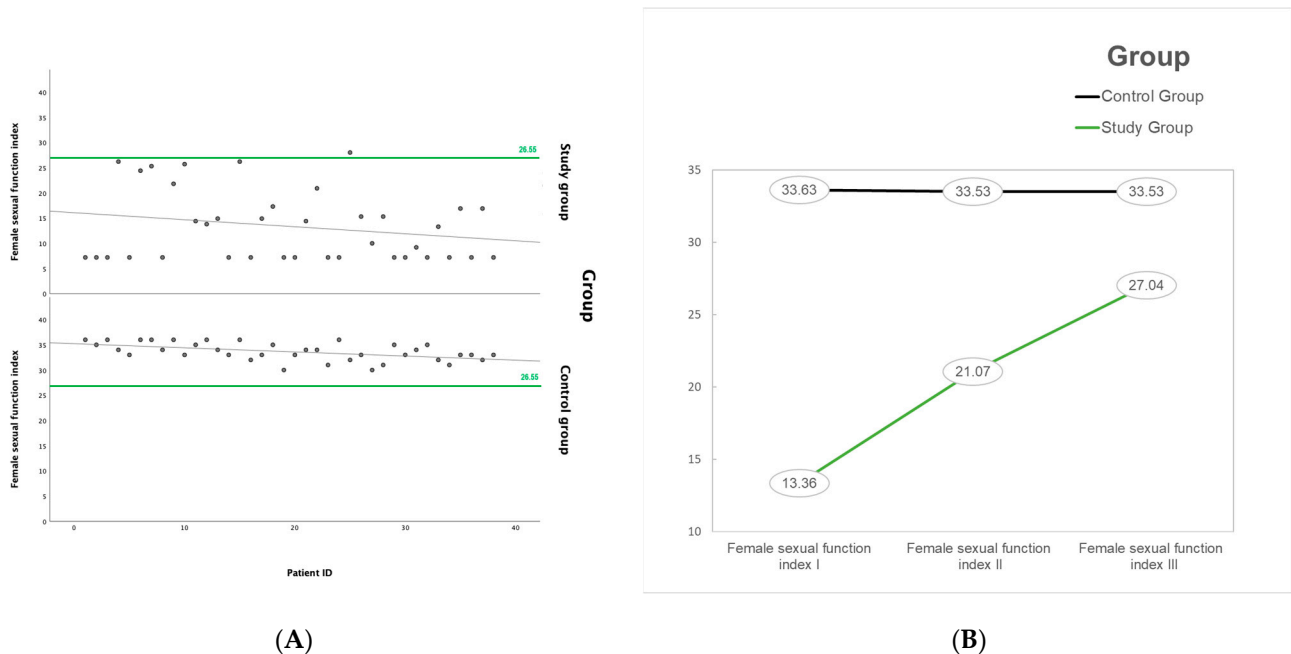 Female sexual function index
40
35
30
25
20
15
10
5
0
26.55
Study group
Female sexual function index
40
35
30
25
20
15
10
5
0
26.55
Control group
Group
0
10
20
30
40
Patient ID
(A)
Group
Control Group
Study Group
35
30
25
20
15
10
33.63
33.53
33.53
27.04
21.07
13.36
Female sexual function
index I
Female sexual function
index II
Female sexual function
index III
(B)